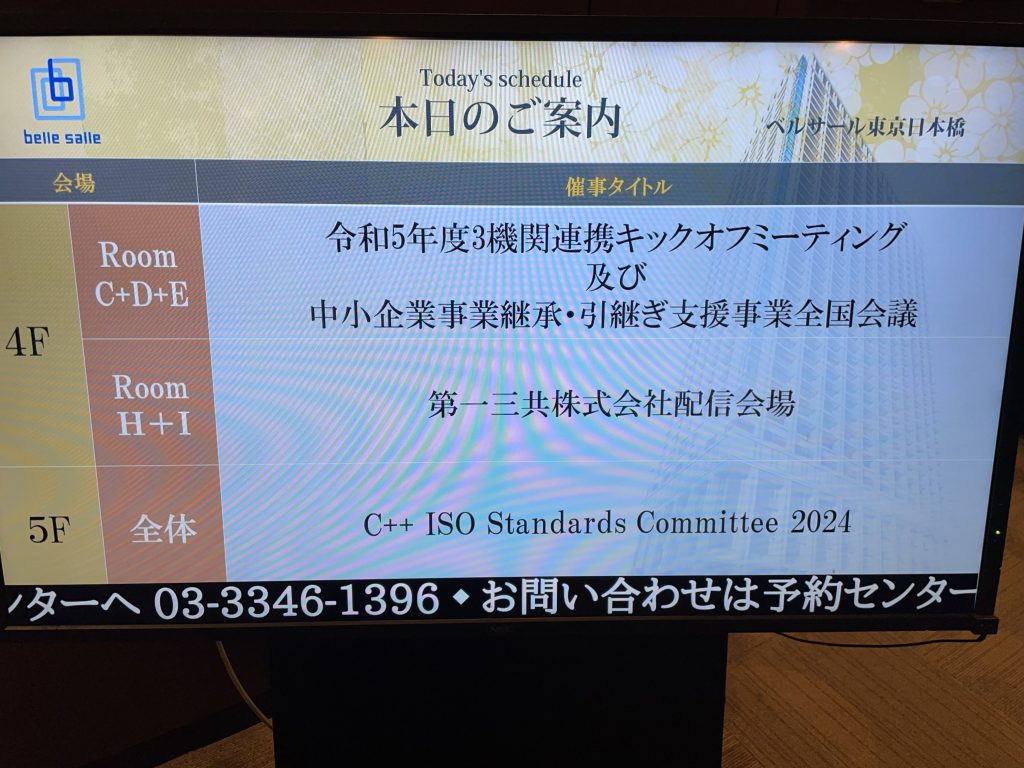 belle salle
Today's schedule
本日のご案内
ベルサール東京日本橋
会場
催事タイトル
4F
Room
C+D+E
令和5年度3機関連携キックオフミーティング
及び
中小企業事業継承・引継ぎ支援事業全国会議
Room
H+I
第一三共株式会社配信会場
5F
全体
C++ ISO Standards Committee 2024
ンターへ 03-3346-1396 ◆ お問い合わせは予約センター
NEC